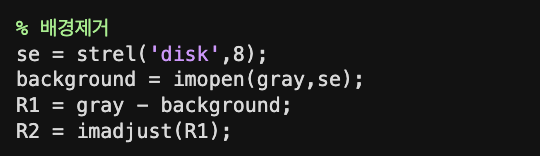 % 배경제거
se = strel('disk',8);
background = imopen(gray,se);
R1 = gray - background;
R2 = imadjust(R1);